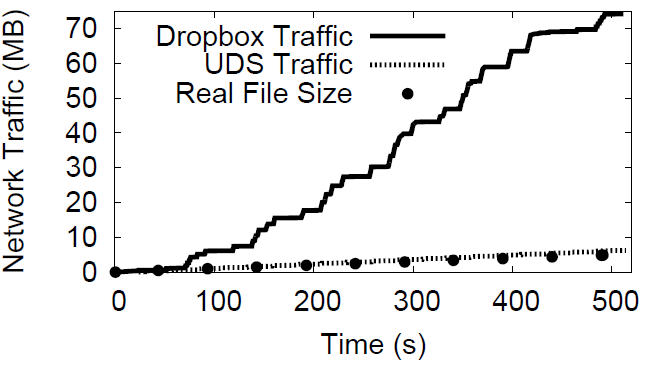 Network Traffic (MB)
70
60
50
40
30
20
10
0
Dropbox Traffic
UDS Traffic
Real File Size
0 100 200 300 400 500
Time (s)